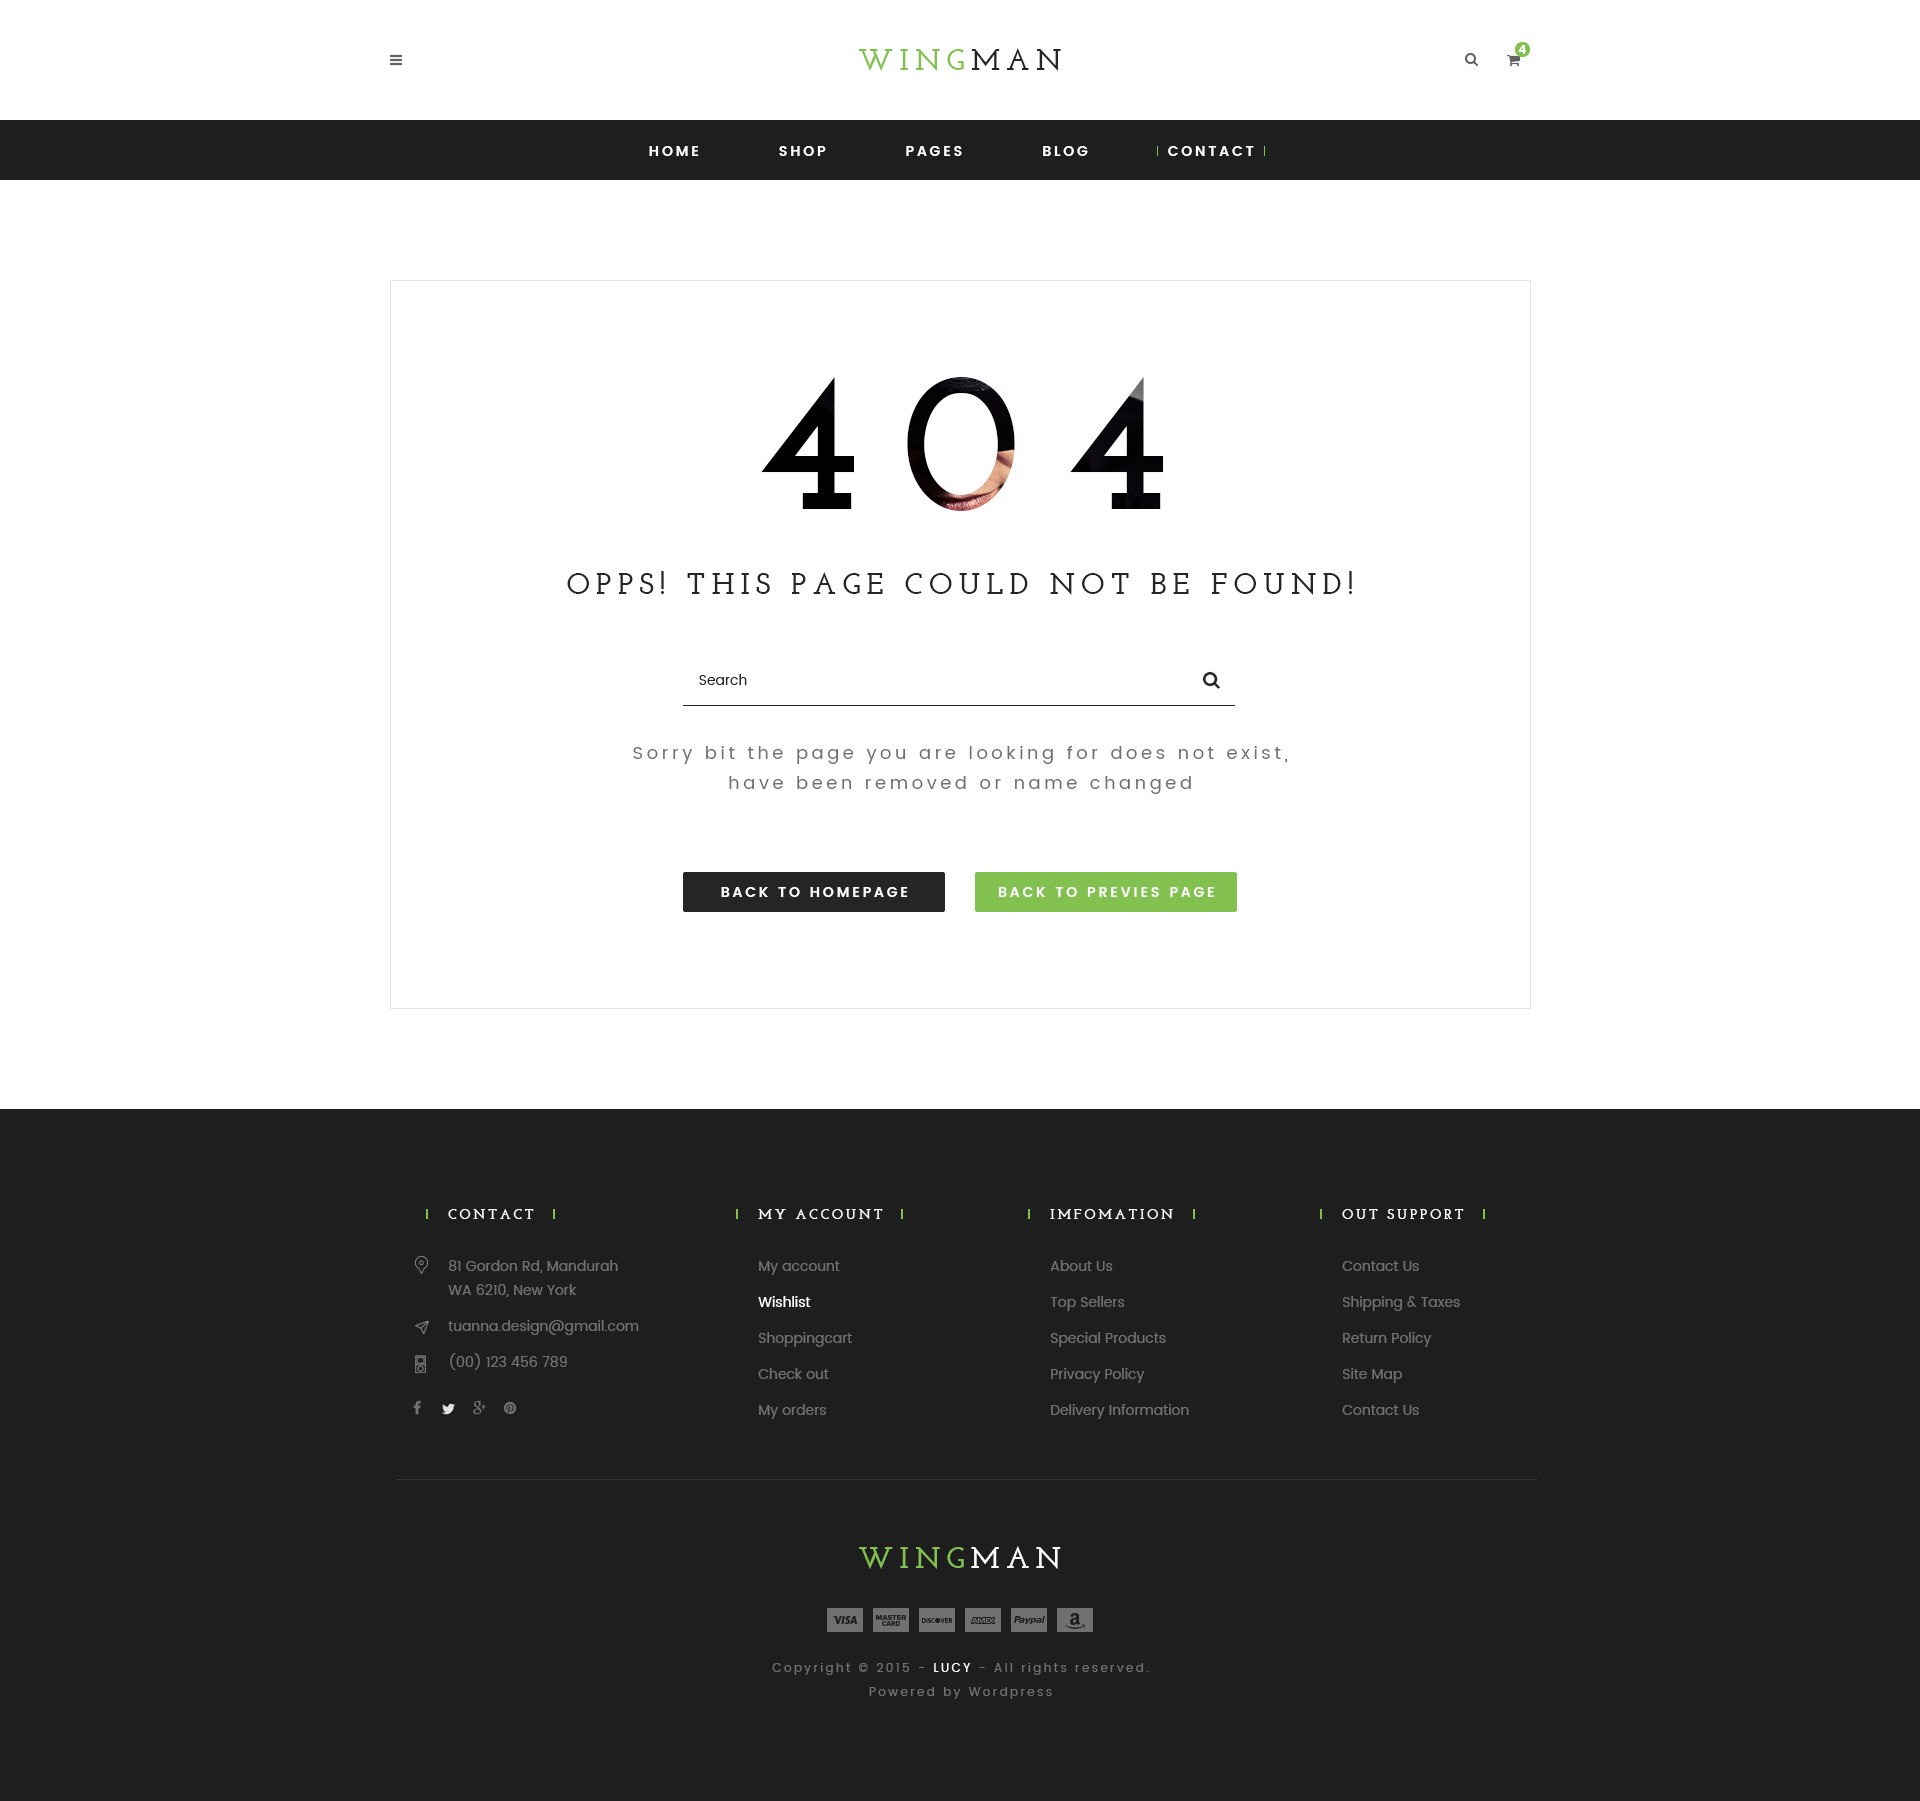 WINGMAN
4
HOME SHOP PAGES BLOG CONTACT
404
OPPS! THIS PAGE COULD NOT BE FOUND!
Search
Sorry bit the page you are looking for does not exist,
have been removed or name changed
BACK TO HOMEPAGE BACK TO PREVIES PAGE
CONTACT
81 Gordon Rd, Mandurah
WA 6210, New York
tuanna.design@gmail.com
(00) 123 456 789
MY ACCOUNT
My account
Wishlist
Shoppingcart
Check out
My orders
IMFOMATION
About Us
Top Sellers
Special Products
Privacy Policy
Delivery Information
OUT SUPPORT
Contact Us
Shipping & Taxes
Return Policy
Site Map
Contact Us
WINGMAN
VISA MASTER CARD DISCOVER AMEX Paypal a
Copyright © 2015 - LUCY - All rights reserved.
Powered by Wordpress